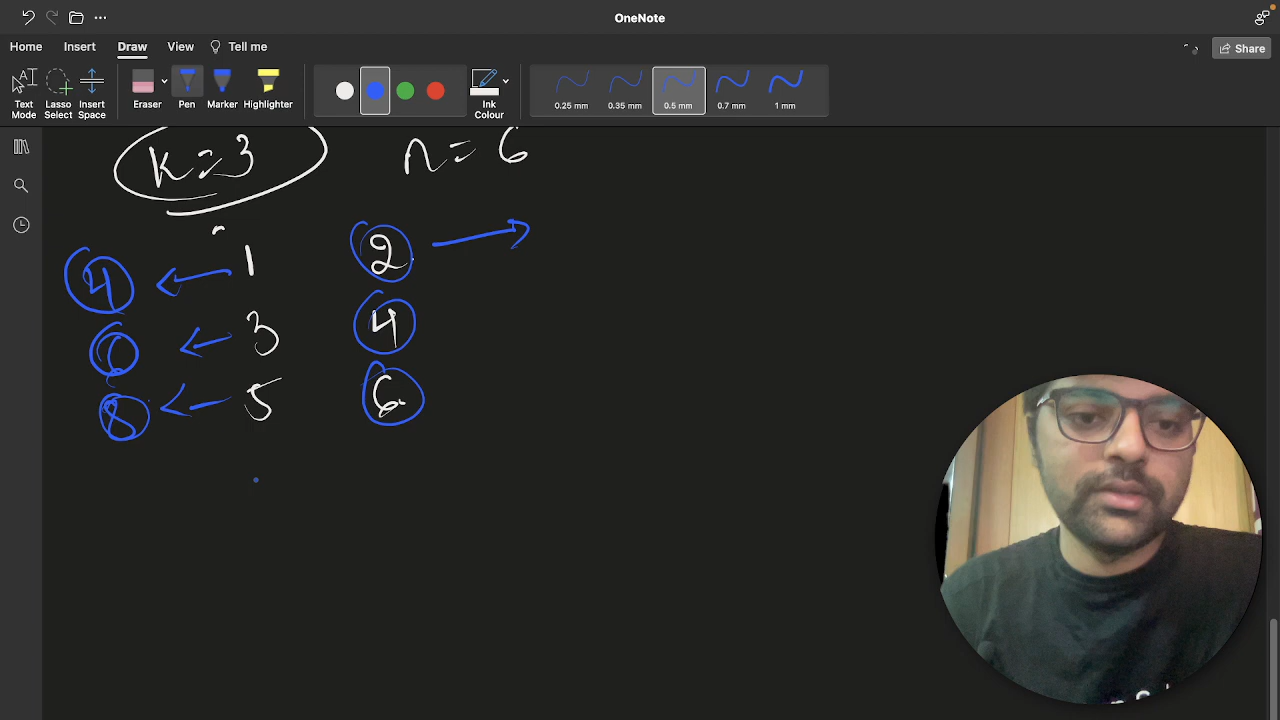 OneNote
Home Insert Draw View Tell me
Share
Text Mode
Lasso Select
Insert Space
Eraser
Pen
Marker
Highlighter
Ink Colour
0.25 mm
0.35 mm
0.5 mm
0.7 mm
1 mm
k = 3 n = 6
4 ← 1 2 →
6 ← 3 4
8 ← 5 6